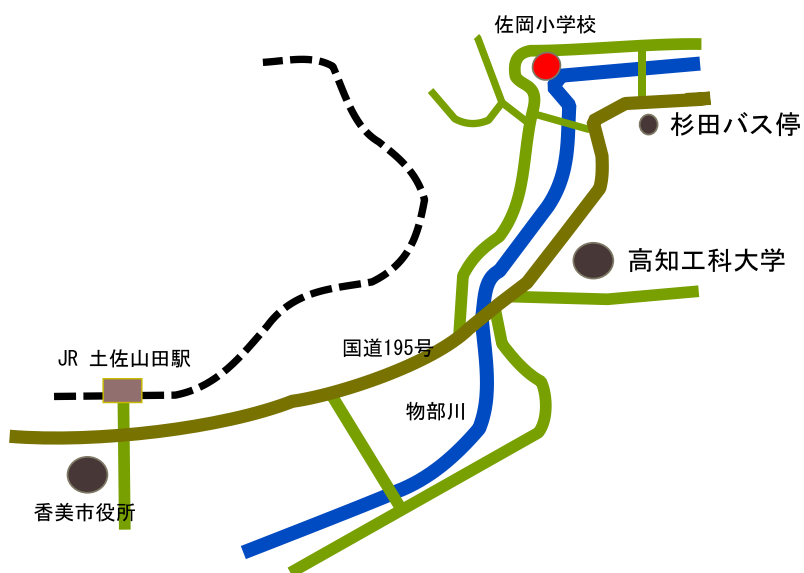 佐岡小学校
杉田バス停
高知工科大学
国道195号
JR 土佐山田駅
物部川
香美市役所